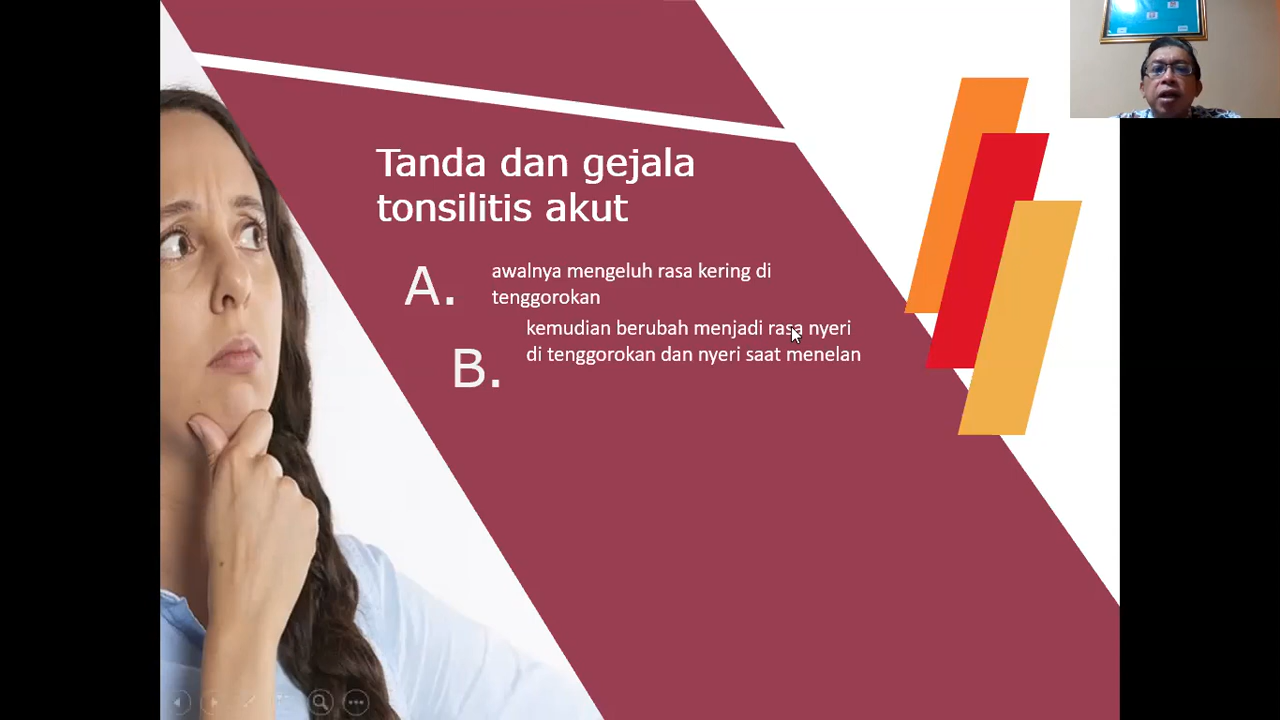 Tanda dan gejala
tonsilitis akut
A.
awalnya mengeluh rasa kering di
tenggorokan
B.
kemudian berubah menjadi rasa nyeri
di tenggorokan dan nyeri saat menelan